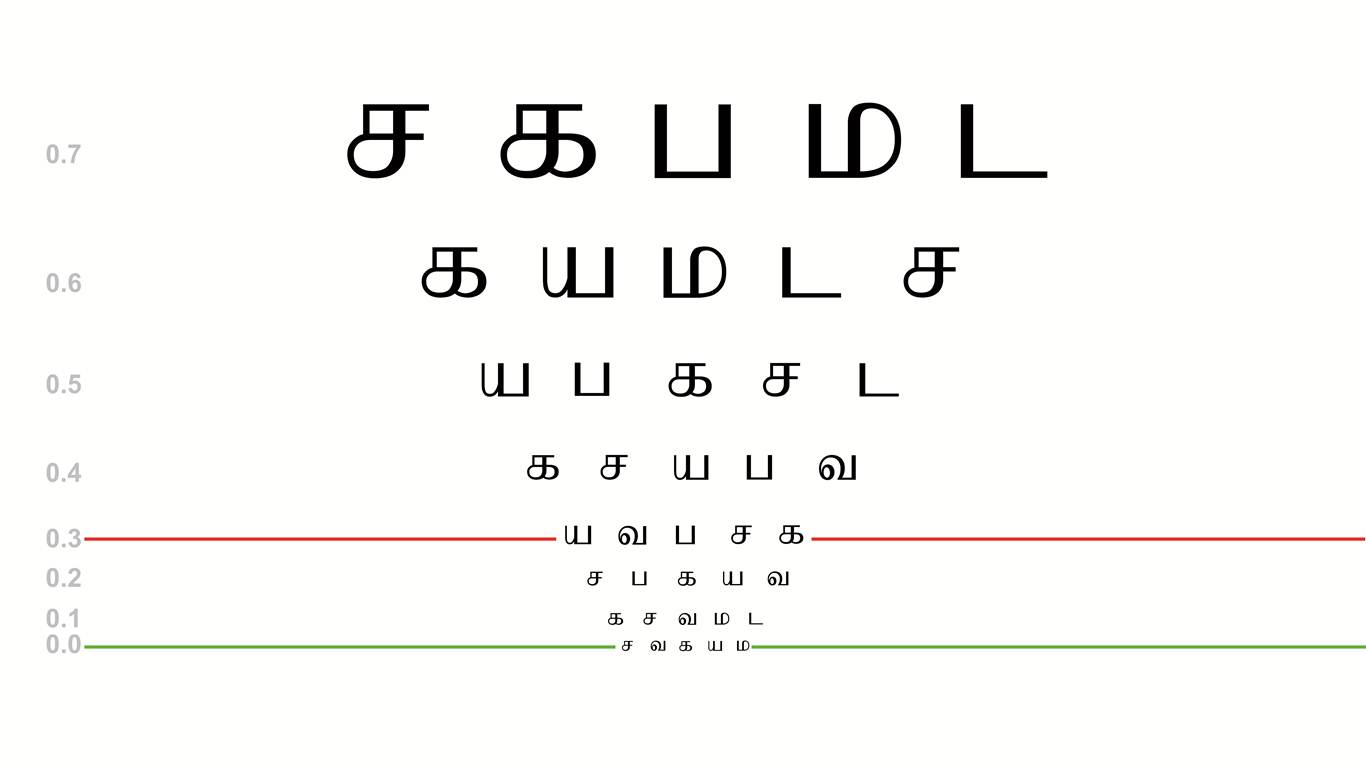 0.7 ச க ப ம ட
0.6 க ய ம ட ச
0.5 ய ப க ச ட
0.4 க ச ய ப வ
0.3 ய வ ப ச க
0.2 ச ப க ய வ
0.1 க ச வ ம ட
0.0 ச வ க ய ம